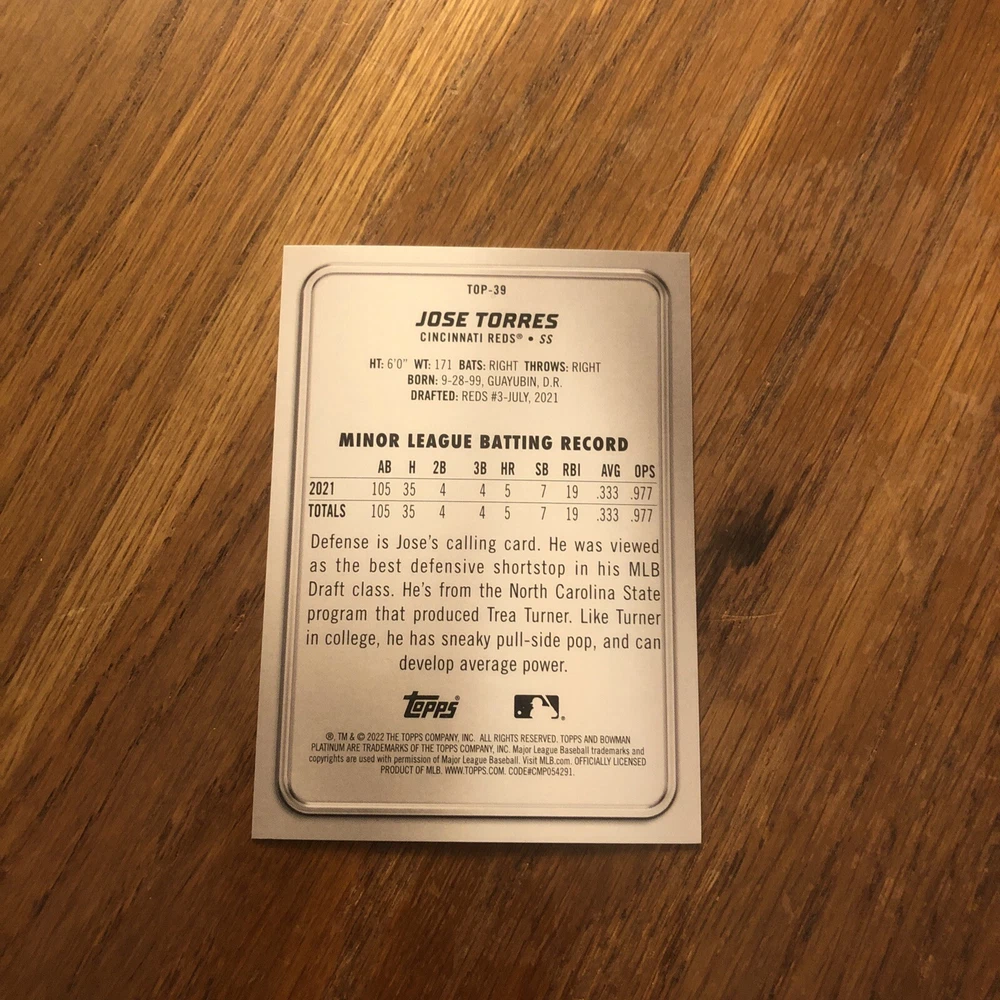 TOP-39
JOSE TORRES
CINCINNATI REDS® • SS
HT: 6'0" WT: 171 BATS: RIGHT THROWS: RIGHT
BORN: 9-28-99, GUAYUBIN, D.R.
DRAFTED: REDS #3-JULY, 2021
MINOR LEAGUE BATTING RECORD
AB H 2B 3B HR SB RBI AVG OPS
2021 105 35 4 4 5 7 19 .333 .977
TOTALS 105 35 4 4 5 7 19 .333 .977
Defense is Jose's calling card. He was viewed
as the best defensive shortstop in his MLB
Draft class. He's from the North Carolina State
program that produced Trea Turner. Like Turner
in college, he has sneaky pull-side pop, and can
develop average power.
Topps®
®, TM & © 2022 THE TOPPS COMPANY, INC. ALL RIGHTS RESERVED. TOPPS AND BOWMAN
PLATINUM ARE TRADEMARKS OF THE TOPPS COMPANY, INC. Major League Baseball trademarks and
copyrights are used with permission of Major League Baseball. Visit MLB.com. OFFICIALLY LICENSED
PRODUCT OF MLB. WWW.TOPPS.COM. CODE#CMP054291.